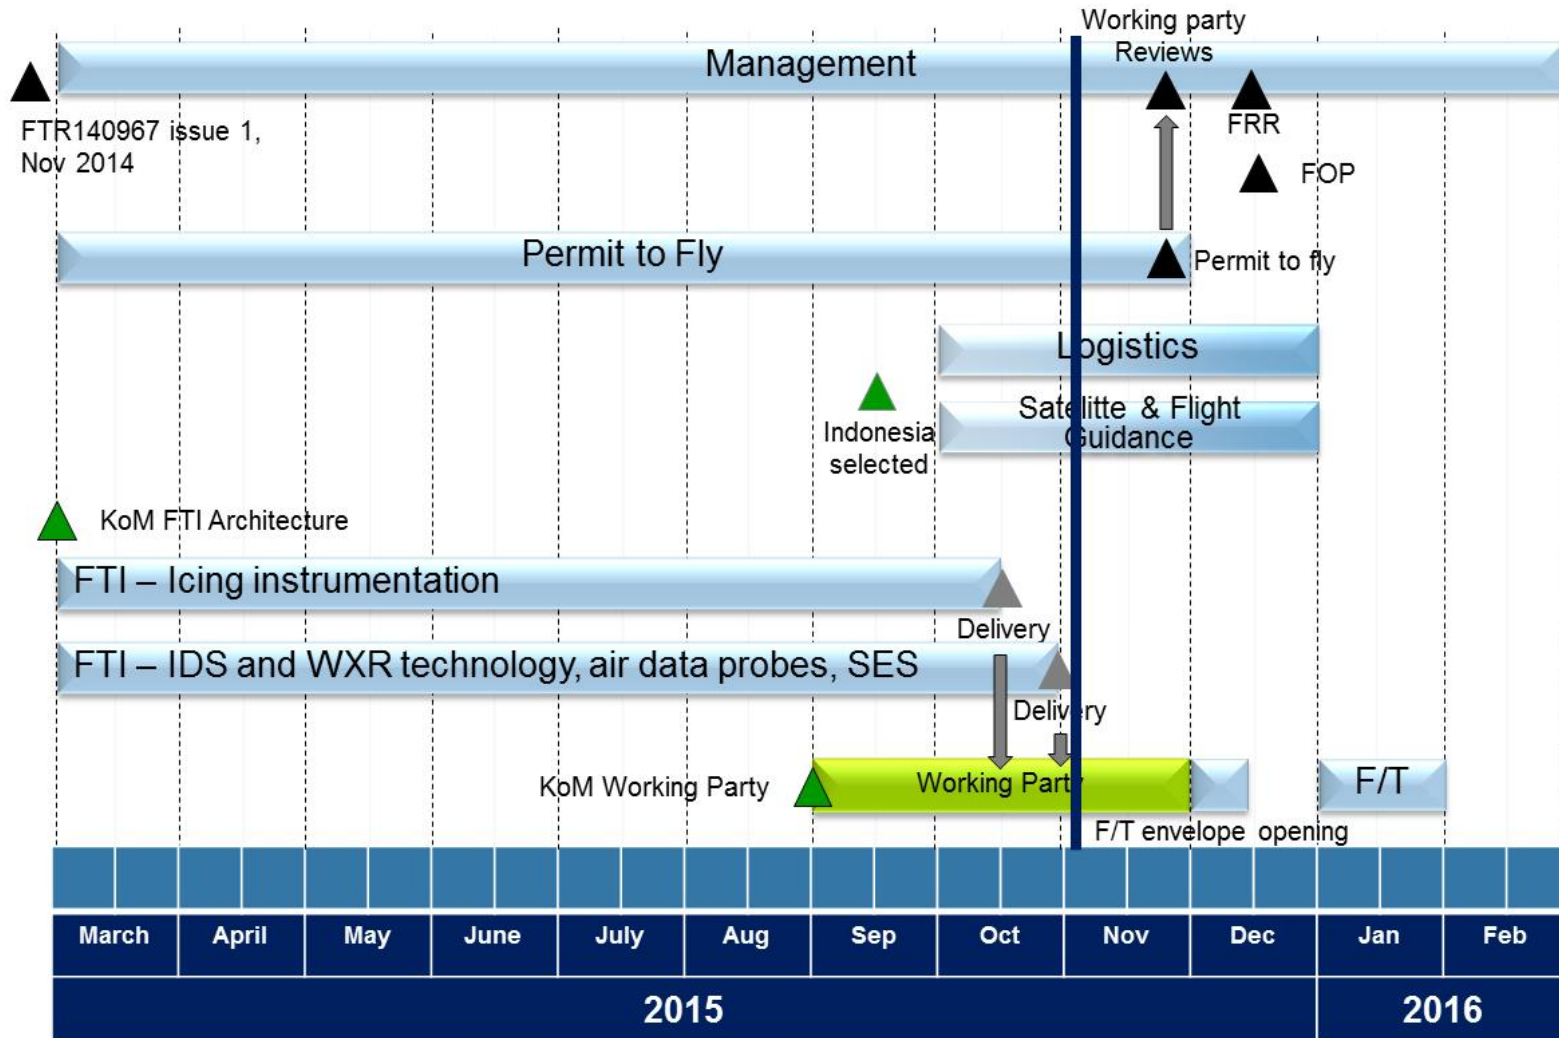 Working party
Reviews
Management
FTR140967 issue 1,
Nov 2014
FRR
FOP
Permit to Fly
Permit to fly
Logistics
Satelitte & Flight
Guidance
Indonesia
selected
KoM FTI Architecture
FTI – Icing instrumentation
Delivery
FTI – IDS and WXR technology, air data probes, SES
Delivery
KoM Working Party
Working Party
F/T
F/T envelope opening
March April May June July Aug Sep Oct Nov Dec Jan Feb
2015 2016